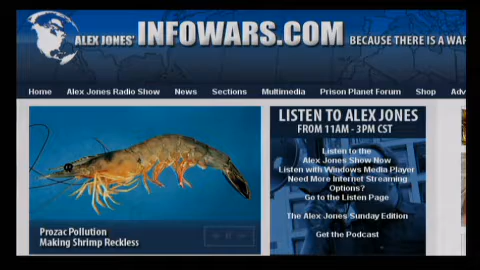 ALEX JONES' INFOWARS.COM BECAUSE THERE IS A WAR
Home Alex Jones Radio Show News Sections Multimedia Prison Planet Forum Shop Adv
LISTEN TO ALEX JONES
FROM 11AM - 3PM CST
Listen to the
Alex Jones Show Now
Listen with Windows Media Player
Need More Internet Streaming
Options?
Go to the Listen Page
The Alex Jones Sunday Edition
Get the Podcast
Prozac Pollution
Making Shrimp Reckless